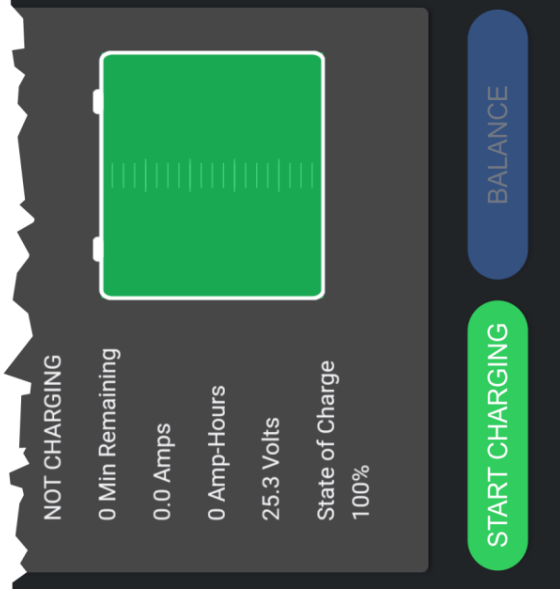 NOT CHARGING
0 Min Remaining
0.0 Amps
0 Amp-Hours
25.3 Volts
State of Charge
100%
START CHARGING
BALANCE